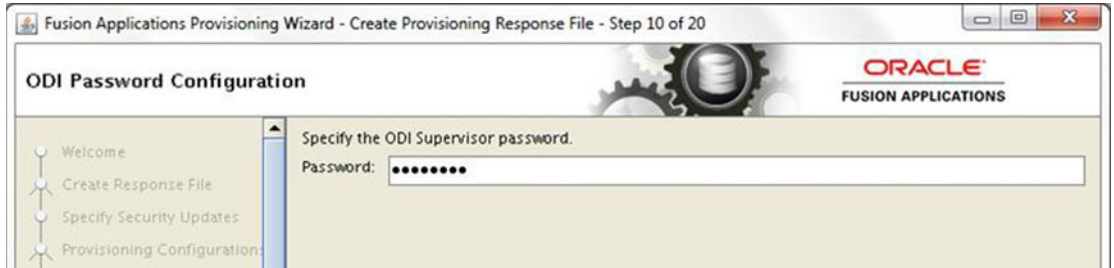 Fusion Applications Provisioning Wizard - Create Provisioning Response File - Step 10 of 20
ODI Password Configuration
ORACLE
FUSION APPLICATIONS
Welcome
Create Response File
Specify Security Updates
Provisioning Configurations
Specify the ODI Supervisor password.
Password: ••••••••